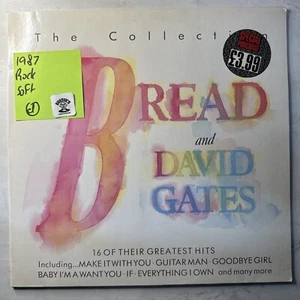 The Collection
£3.99
1987
Rock
Soft
BREAD
and
DAVID
GATES
16 OF THEIR GREATEST HITS
Including...MAKE IT WITH YOU · GUITAR MAN · GOODBYE GIRL
BABY I'M A WANT YOU · IF · EVERYTHING I OWN and many more